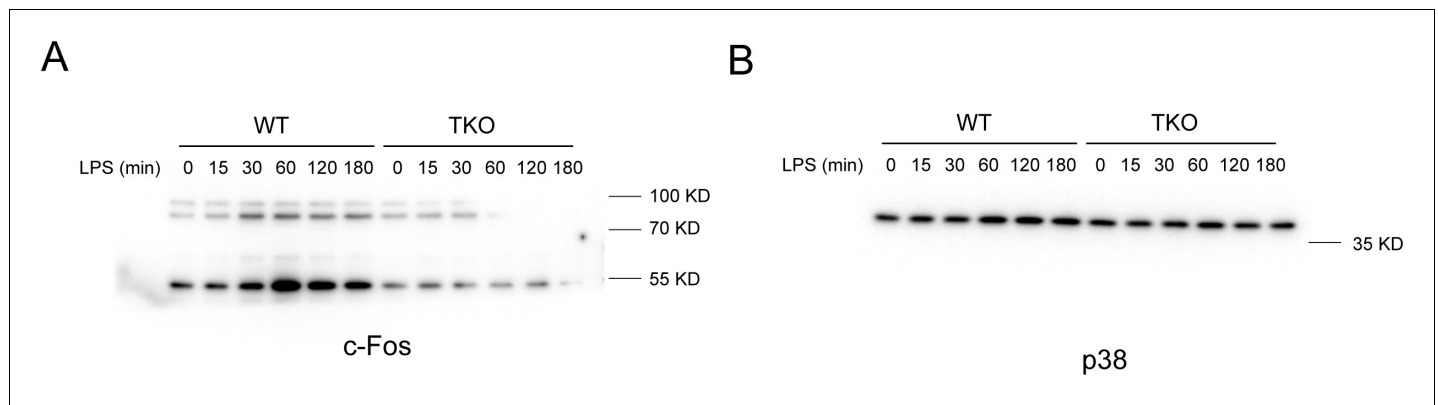 A
WT TKO
LPS (min) 0 15 30 60 120 180 0 15 30 60 120 180
100 KD
70 KD
55 KD
c-Fos
B
WT TKO
LPS (min) 0 15 30 60 120 180 0 15 30 60 120 180
35 KD
p38